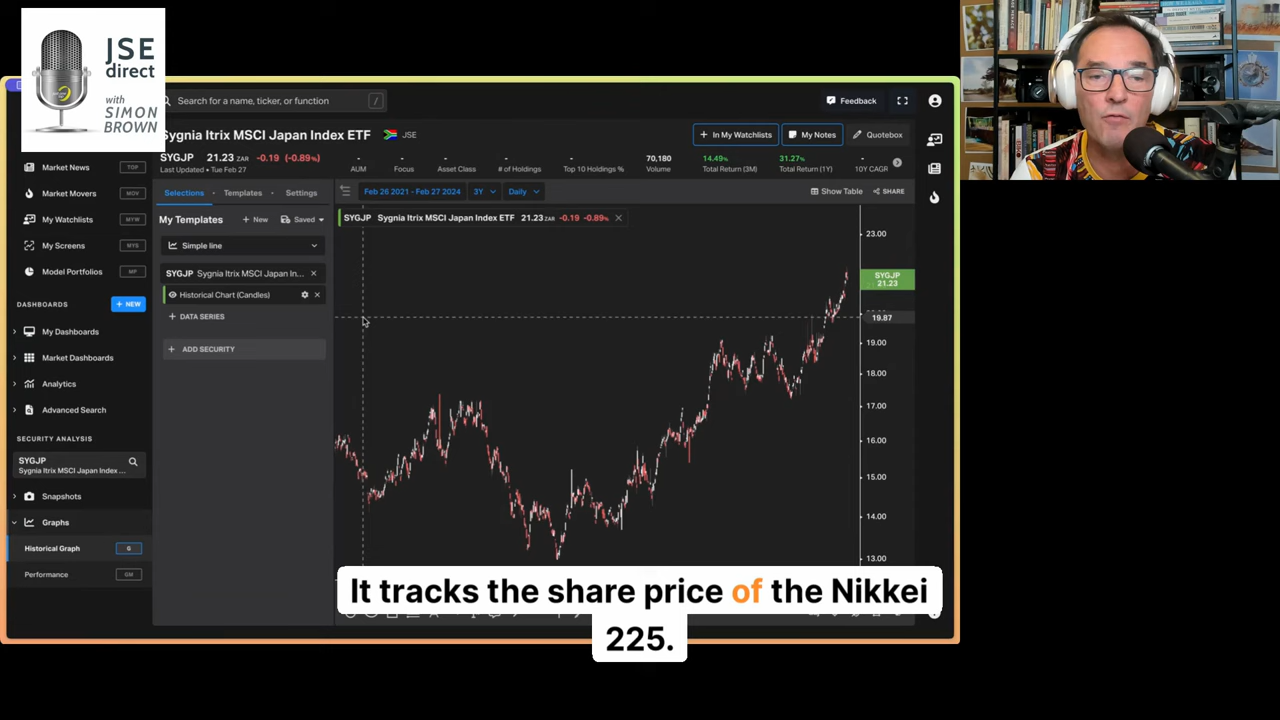 JSE
direct
with
SIMON
BROWN
Search for a name, ticker, or function
/
Feedback
Sygnia Itrix MSCI Japan Index ETF
JSE
+ In My Watchlists
My Notes
Quotebox
SYGJP 21.23 ZAR -0.19 (-0.89%)
Last Updated • Tue Feb 27
-
AUM
-
Focus
-
Asset Class
-
# of Holdings
-
Top 10 Holdings %
70,180
Volume
14.49%
Total Return (3M)
31.27%
Total Return (1Y)
-
10Y CAGR
Market News TOP
Market Movers MOV
My Watchlists MYW
My Screens MYS
Model Portfolios MP
DASHBOARDS + NEW
My Dashboards
Market Dashboards
Analytics
Advanced Search
SECURITY ANALYSIS
SYGJP
Sygnia Itrix MSCI Japan Index ...
Snapshots
Graphs
Historical Graph G
Performance GM
Selections Templates Settings
My Templates + New Saved
Simple line
SYGJP Sygnia Itrix MSCI Japan In... ×
Historical Chart (Candles) ×
+ DATA SERIES
+ ADD SECURITY
Feb 26 2021 - Feb 27 2024 3Y Daily
Show Table SHARE
SYGJP Sygnia Itrix MSCI Japan Index ETF 21.23 ZAR -0.19 -0.89% ×
23.00
SYGJP
21.23
19.87
19.00
18.00
17.00
16.00
15.00
14.00
13.00
It tracks the share price of the Nikkei
225.